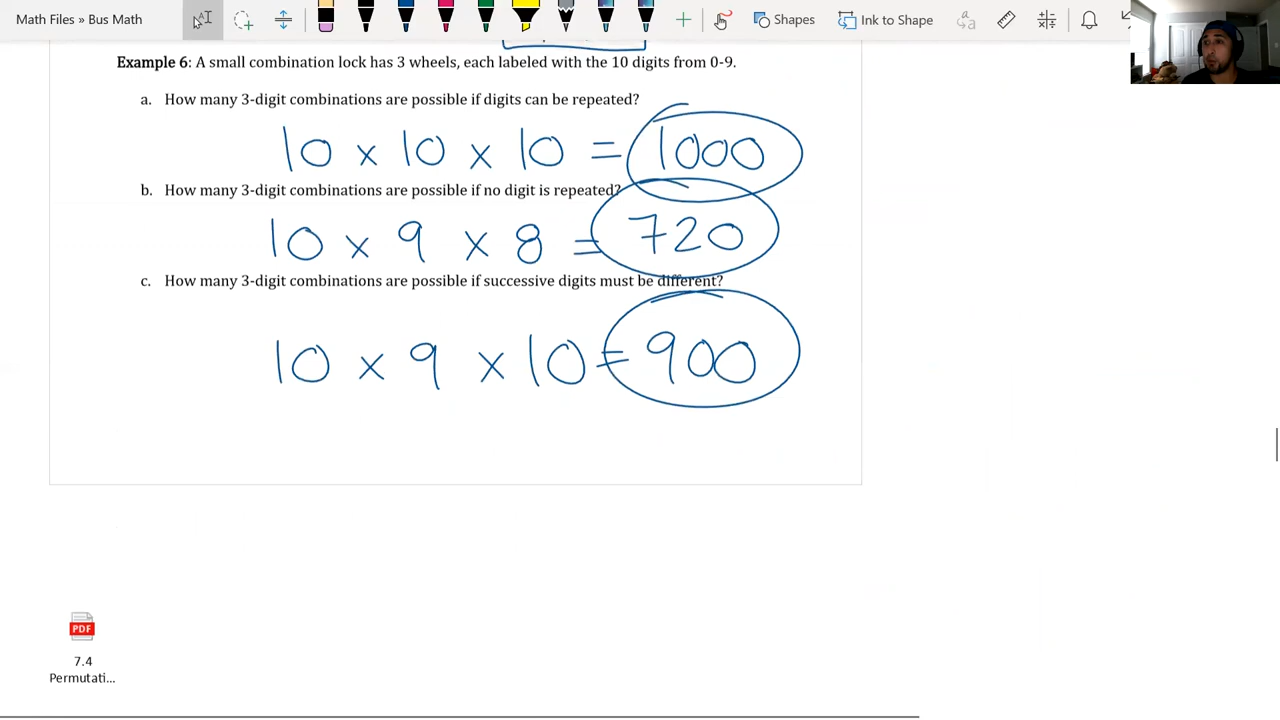 Math Files » Bus Math
Shapes
Ink to Shape
Example 6: A small combination lock has 3 wheels, each labeled with the 10 digits from 0-9.
a. How many 3-digit combinations are possible if digits can be repeated?
10 x 10 x 10 = 1000
b. How many 3-digit combinations are possible if no digit is repeated?
10 x 9 x 8 = 720
c. How many 3-digit combinations are possible if successive digits must be different?
10 x 9 x 10 = 900
PDF
7.4
Permutati...